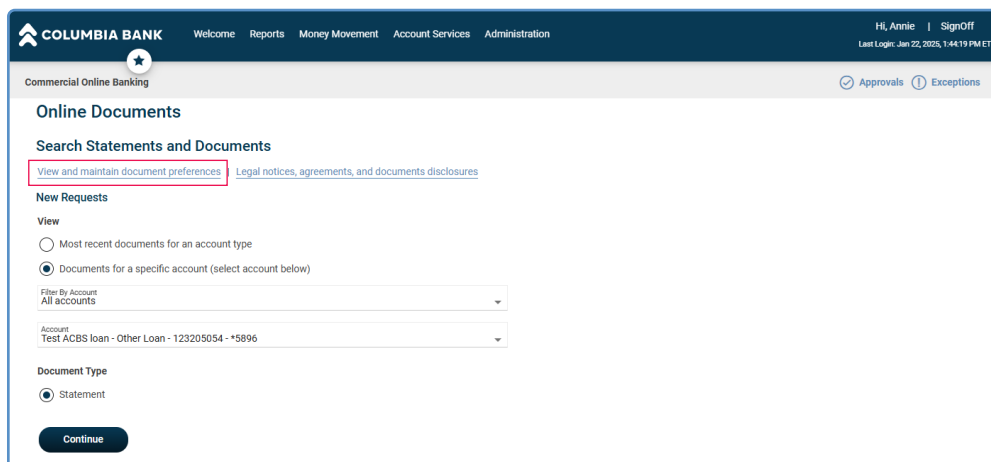 COLUMBIA BANK Welcome Reports Money Movement Account Services Administration Hi, Annie | SignOff
Last Login: Jan 22, 2025, 1:44:19 PM ET
Commercial Online Banking Approvals Exceptions
Online Documents
Search Statements and Documents
View and maintain document preferences | Legal notices, agreements, and documents disclosures
New Requests
View
Most recent documents for an account type
Documents for a specific account (select account below)
Filter By Account
All accounts
Account
Test ACBS loan - Other Loan - 123205054 - *5896
Document Type
Statement
Continue